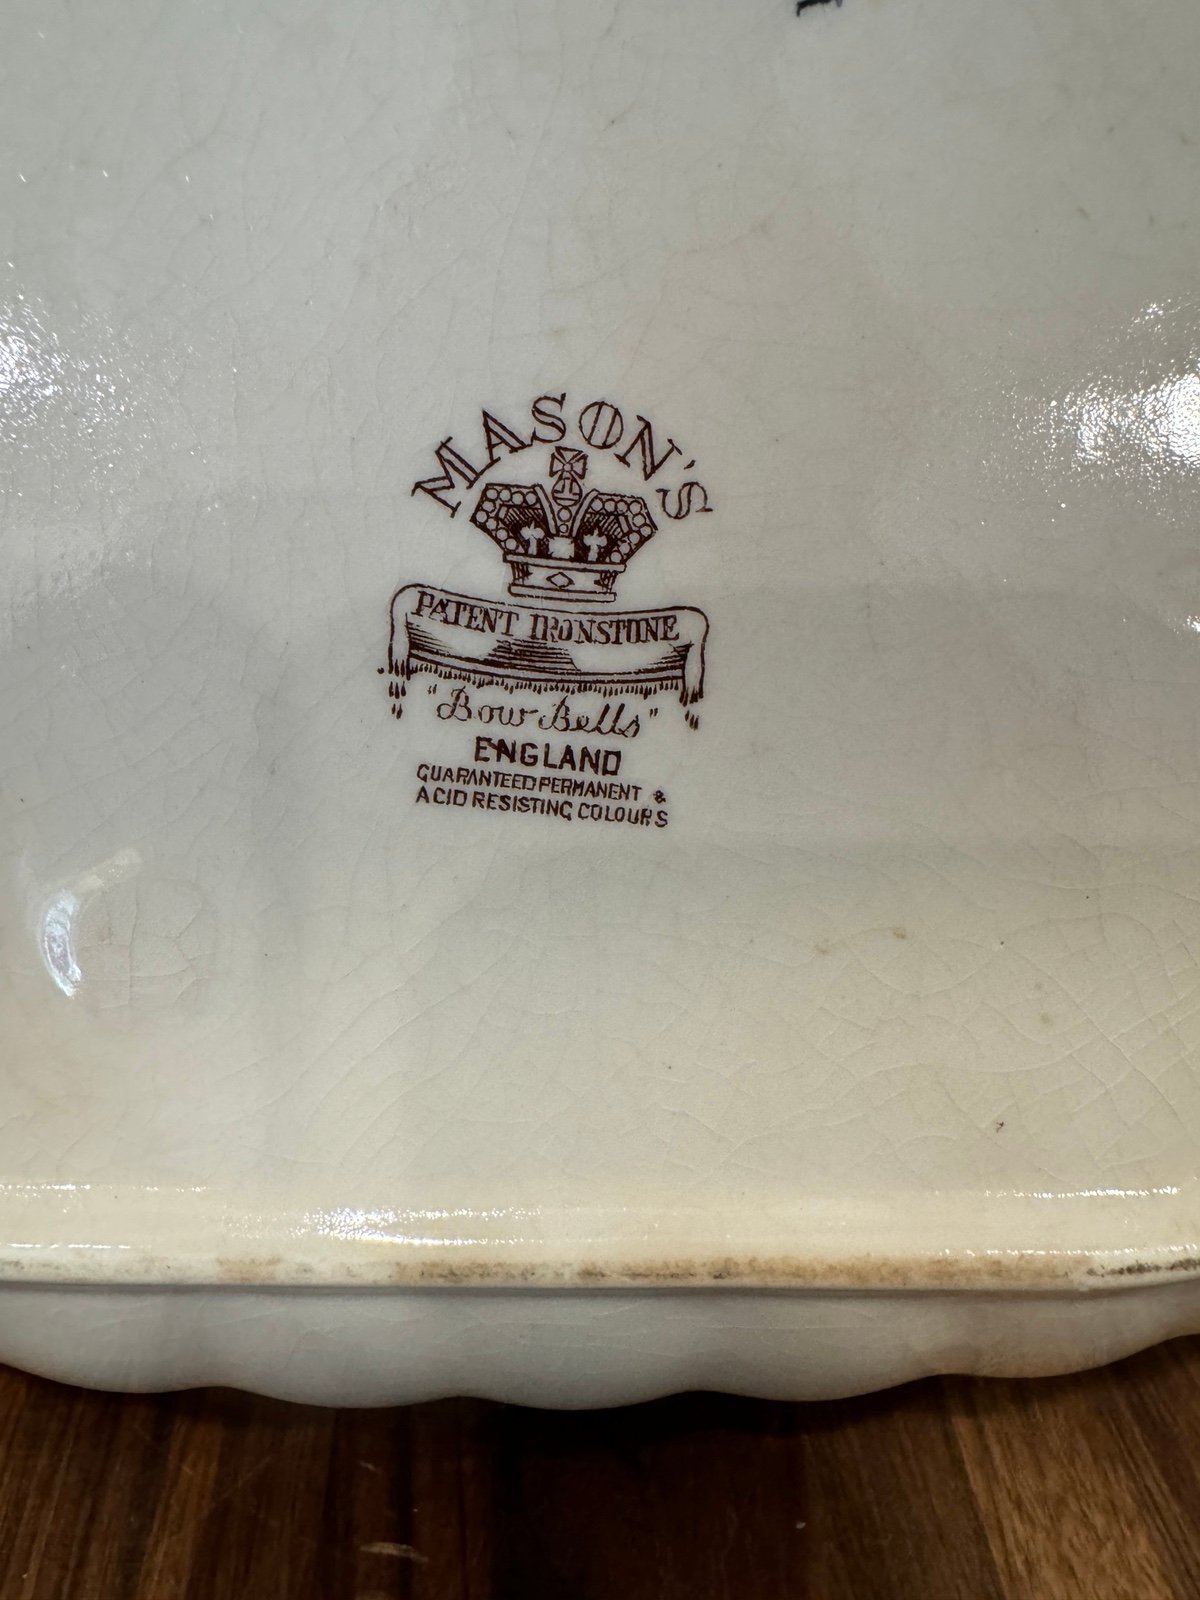 MASON'S
PATENT IRONSTONE
"Bow Bells"
ENGLAND
GUARANTEED PERMANENT &
ACID RESISTING COLOURS